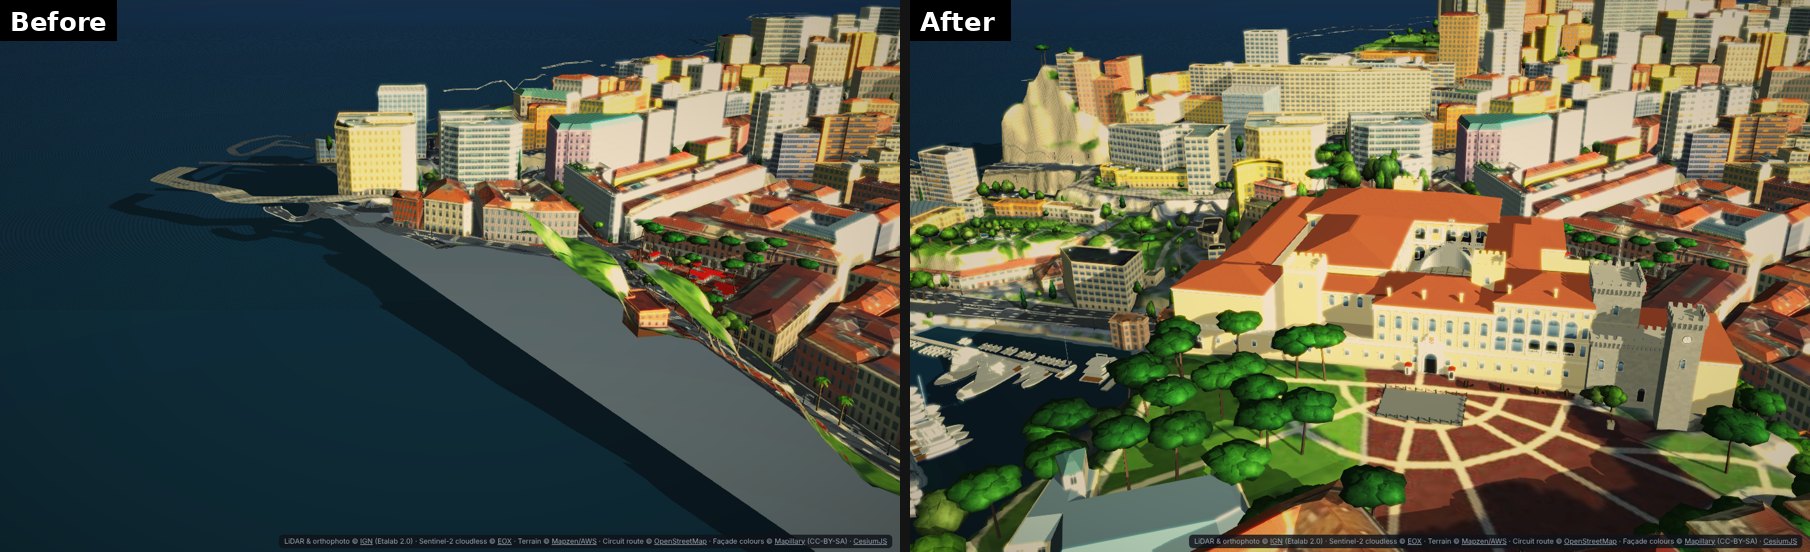 Before
After
LiDAR & orthophoto © IGN (Etalab 2.0) · Sentinel-2 cloudless © EOX · Terrain © Mapzen/AWS · Circuit route © OpenStreetMap · Façade colours © Mapillary (CC-BY-SA) · CesiumJS
LiDAR & orthophoto © IGN (Etalab 2.0) · Sentinel-2 cloudless © EOX · Terrain © Mapzen/AWS · Circuit route © OpenStreetMap · Façade colours © Mapillary (CC-BY-SA) · CesiumJS